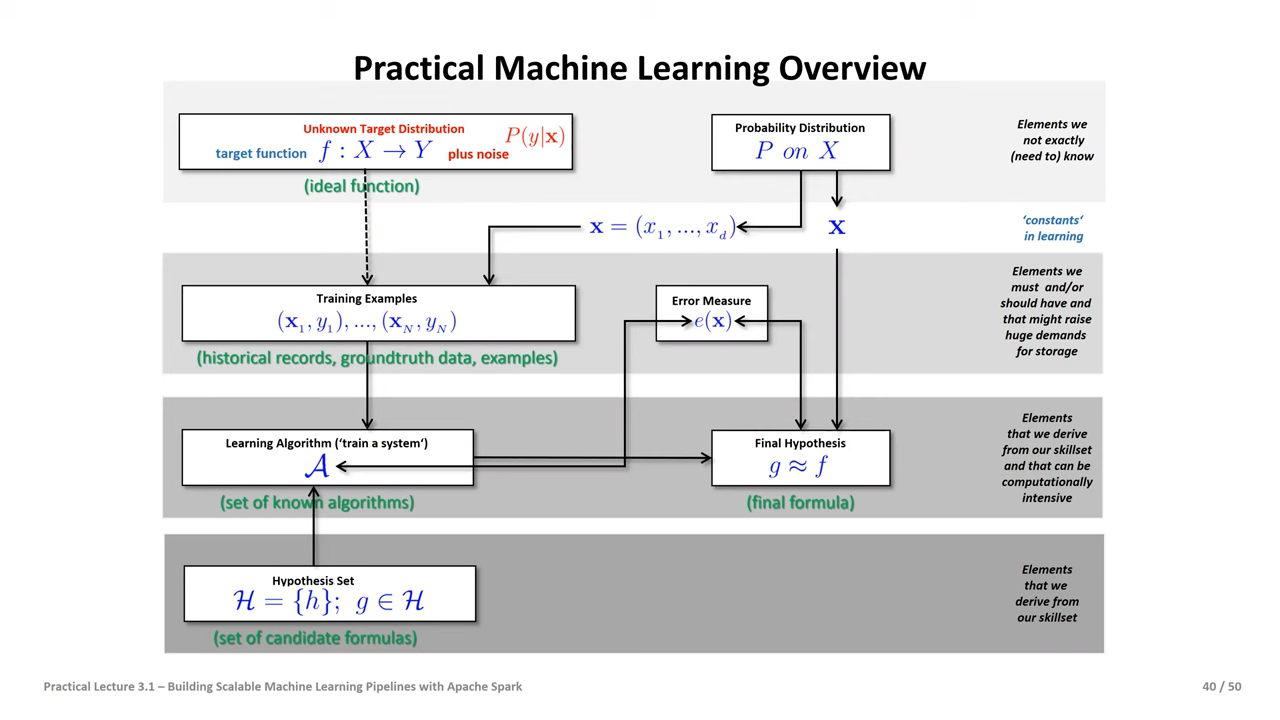 Practical Machine Learning Overview
Unknown Target Distribution
P(y|x)
target function f : X → Y plus noise
(ideal function)
Probability Distribution
P on X
Elements we
not exactly
(need to) know
x = (x₁, ..., x_d)
x
‘constants‘
in learning
Training Examples
(x₁, y₁), ..., (x_N, y_N)
(historical records, groundtruth data, examples)
Error Measure
e(x)
Elements we
must and/or
should have and
that might raise
huge demands
for storage
Learning Algorithm (‘train a system‘)
𝒜
(set of known algorithms)
Final Hypothesis
g ≈ f
(final formula)
Elements
that we derive
from our skillset
and that can be
computationally
intensive
Hypothesis Set
ℋ = {h}; g ∈ ℋ
(set of candidate formulas)
Elements
that we
derive from
our skillset
Practical Lecture 3.1 – Building Scalable Machine Learning Pipelines with Apache Spark
40 / 50